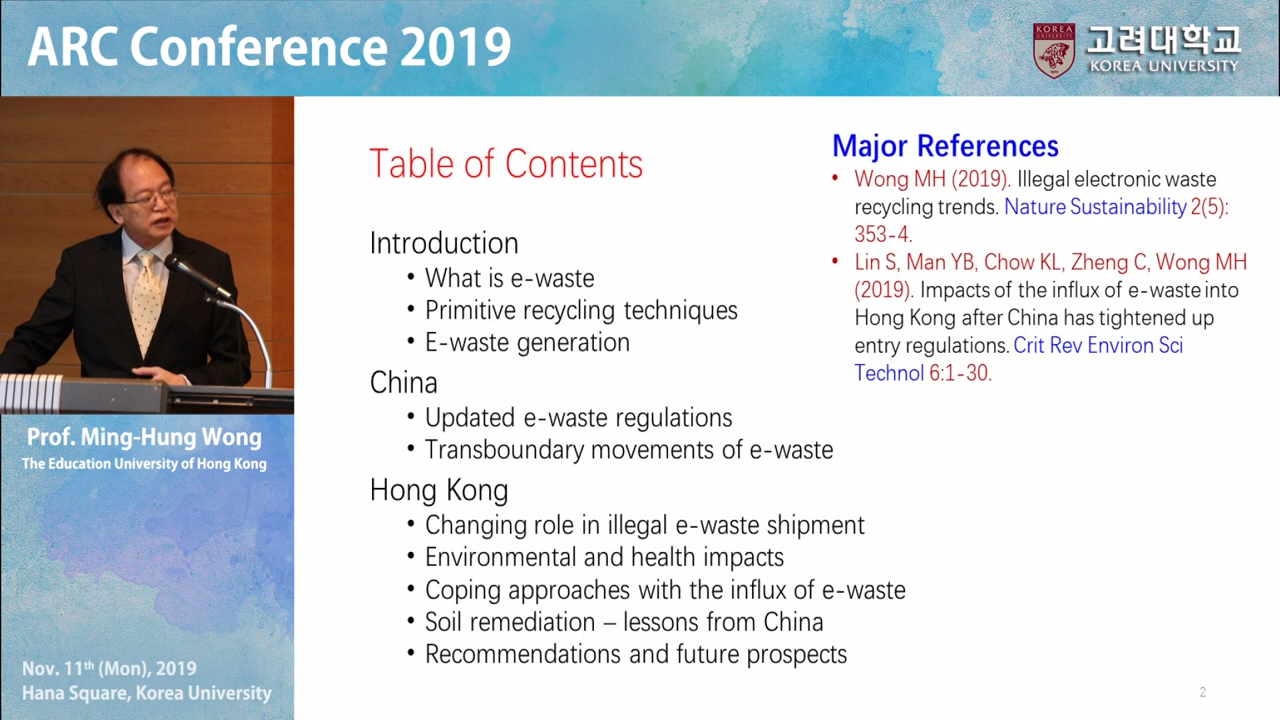 ARC Conference 2019
KOREA
UNIVERSITY
고려대학교
KOREA UNIVERSITY
Prof. Ming-Hung Wong
The Education University of Hong Kong
Nov. 11th (Mon), 2019
Hana Square, Korea University
Table of Contents
Introduction
• What is e-waste
• Primitive recycling techniques
• E-waste generation
China
• Updated e-waste regulations
• Transboundary movements of e-waste
Hong Kong
• Changing role in illegal e-waste shipment
• Environmental and health impacts
• Coping approaches with the influx of e-waste
• Soil remediation – lessons from China
• Recommendations and future prospects
Major References
• Wong MH (2019). Illegal electronic waste
recycling trends. Nature Sustainability 2(5):
353-4.
• Lin S, Man YB, Chow KL, Zheng C, Wong MH
(2019). Impacts of the influx of e-waste into
Hong Kong after China has tightened up
entry regulations. Crit Rev Environ Sci
Technol 6:1-30.
2